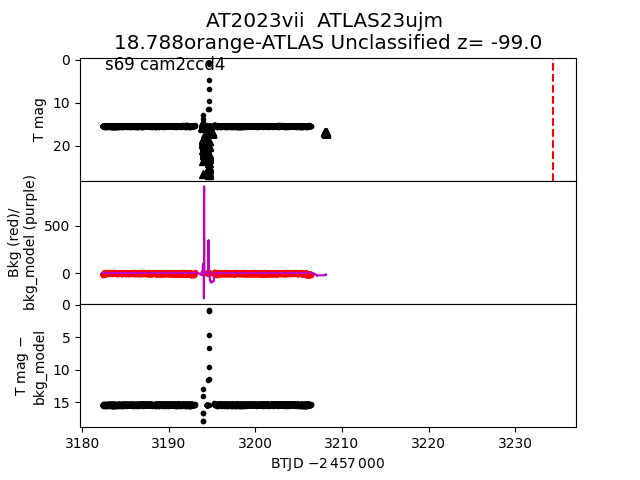 AT2023vii  ATLAS23ujm
18.788orange-ATLAS Unclassified z= -99.0
s69 cam2ccd4
0
10
20
T mag
500
0
Bkg (red)/
bkg_model (purple)
0
5
10
15
T mag −
bkg_model
3180
3190
3200
3210
3220
3230
BTJD −2 457 000